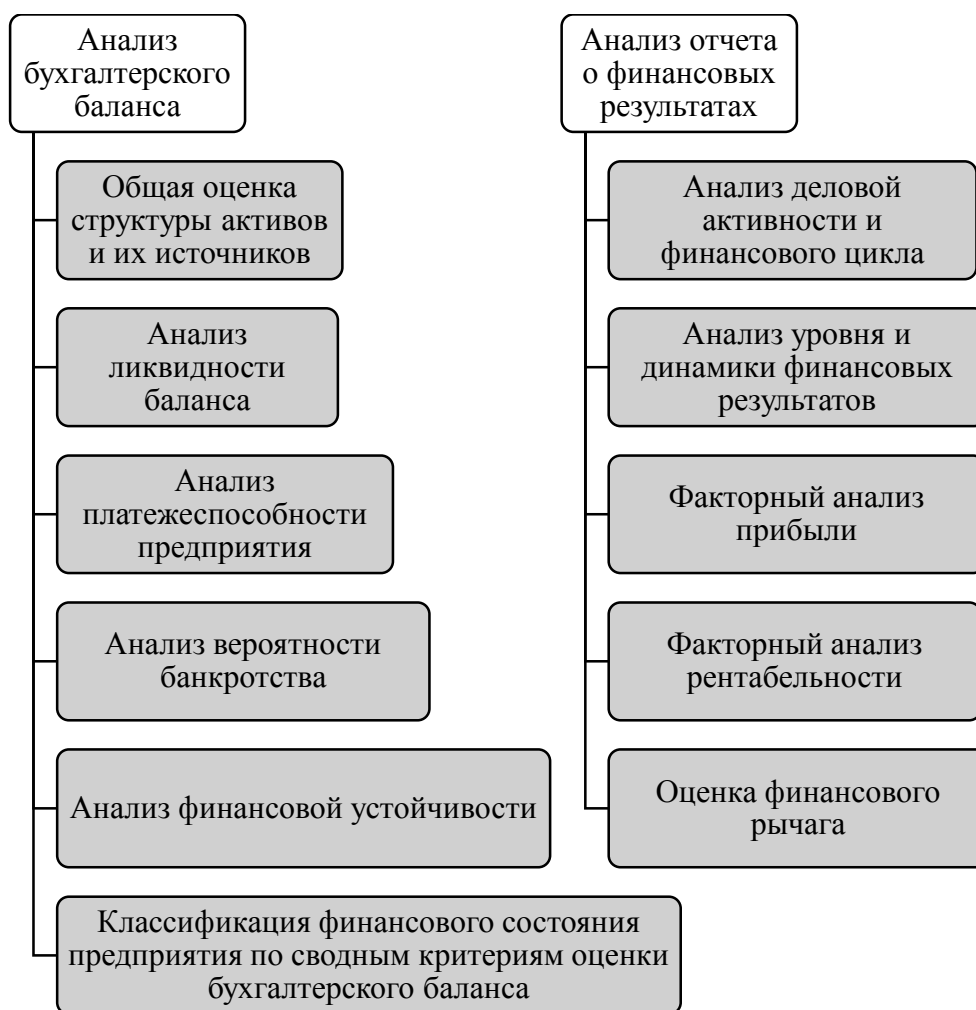 Анализ
бухгалтерского
баланса
Общая оценка
структуры активов
и их источников
Анализ
ликвидности
баланса
Анализ
платежеспособности
предприятия
Анализ вероятности
банкротства
Анализ финансовой устойчивости
Классификация финансового состояния
предприятия по сводным критериям оценки
бухгалтерского баланса
Анализ отчета
о финансовых
результатах
Анализ деловой
активности и
финансового цикла
Анализ уровня и
динамики финансовых
результатов
Факторный анализ
прибыли
Факторный анализ
рентабельности
Оценка финансового
рычага